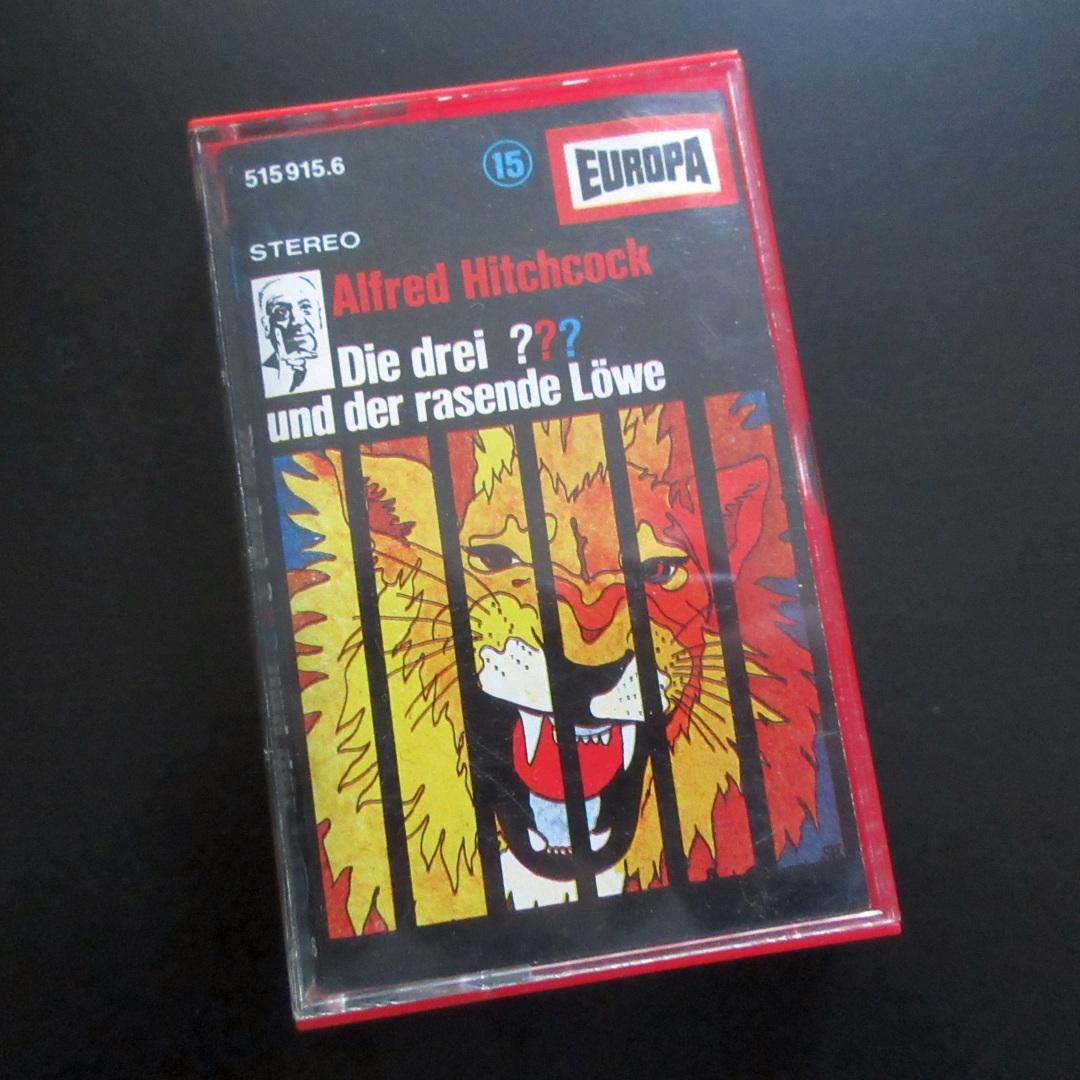 515 915.6
15
EUROPA
STEREO
Alfred Hitchcock
Die drei ???
und der rasende Löwe